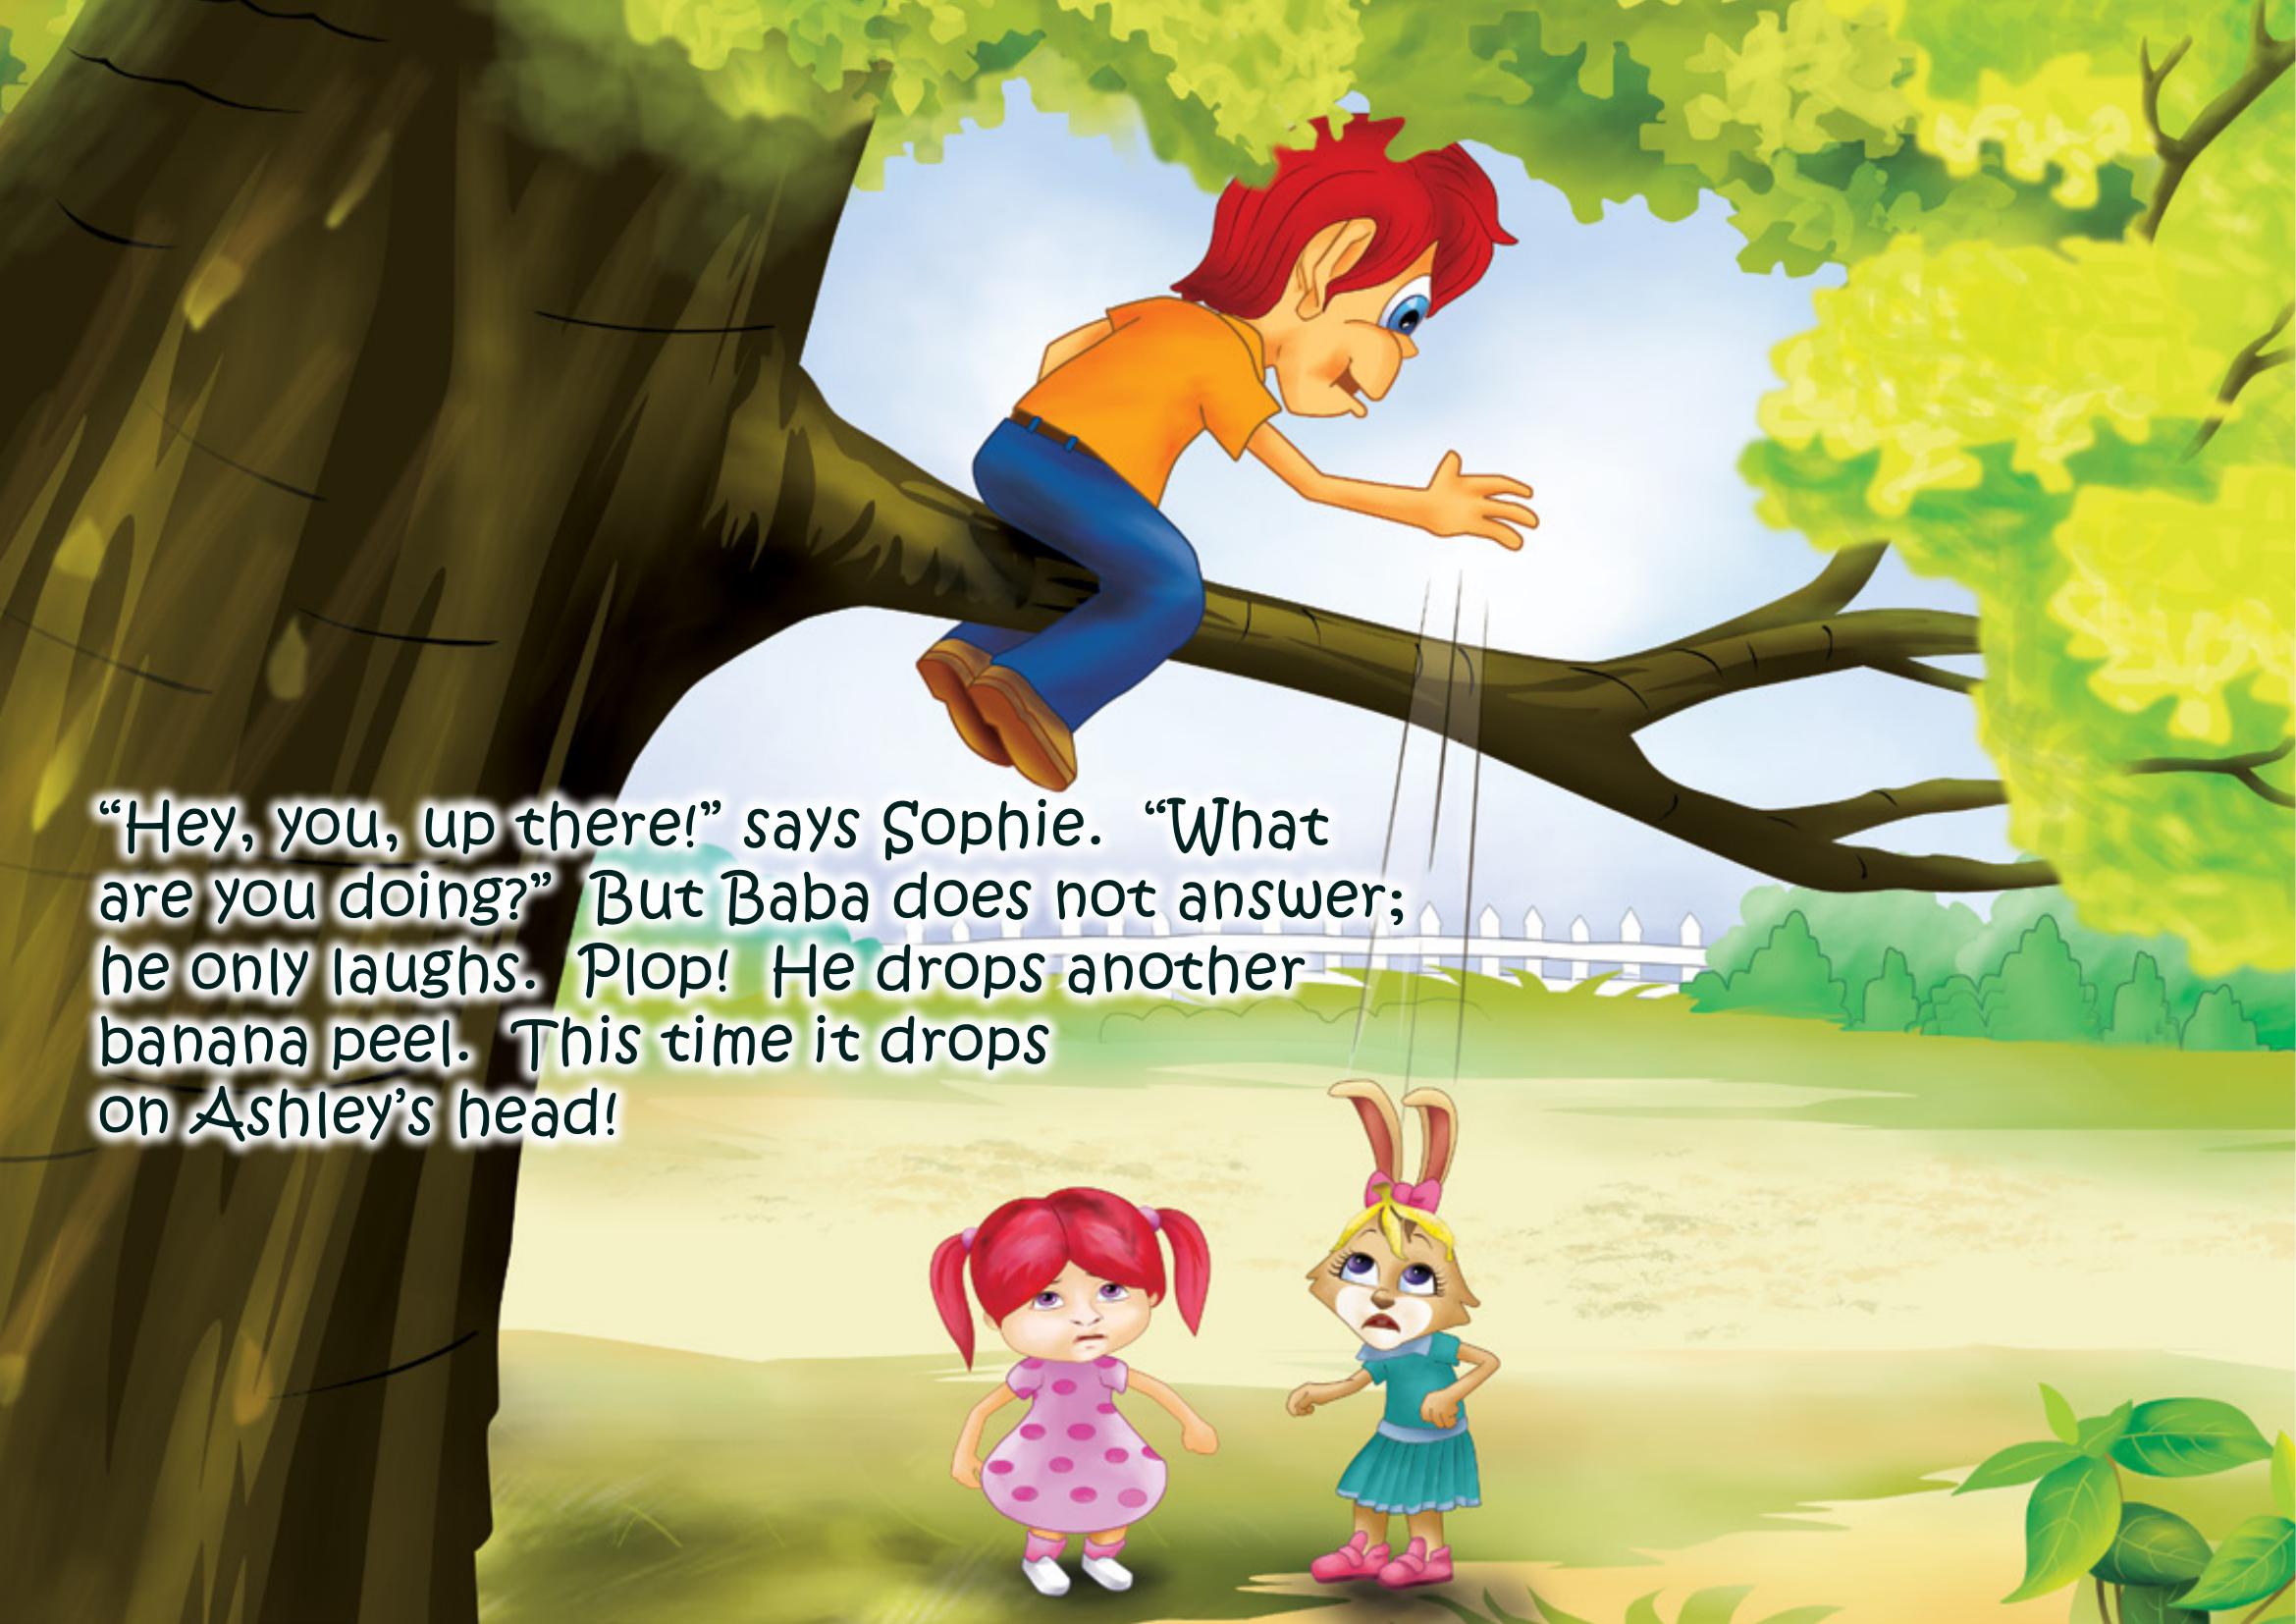 “Hey, you, up there!” says Sophie.  “What
are you doing?”  But Baba does not answer;
he only laughs.  Plop!  He drops another
banana peel.  This time it drops
on Ashley’s head!